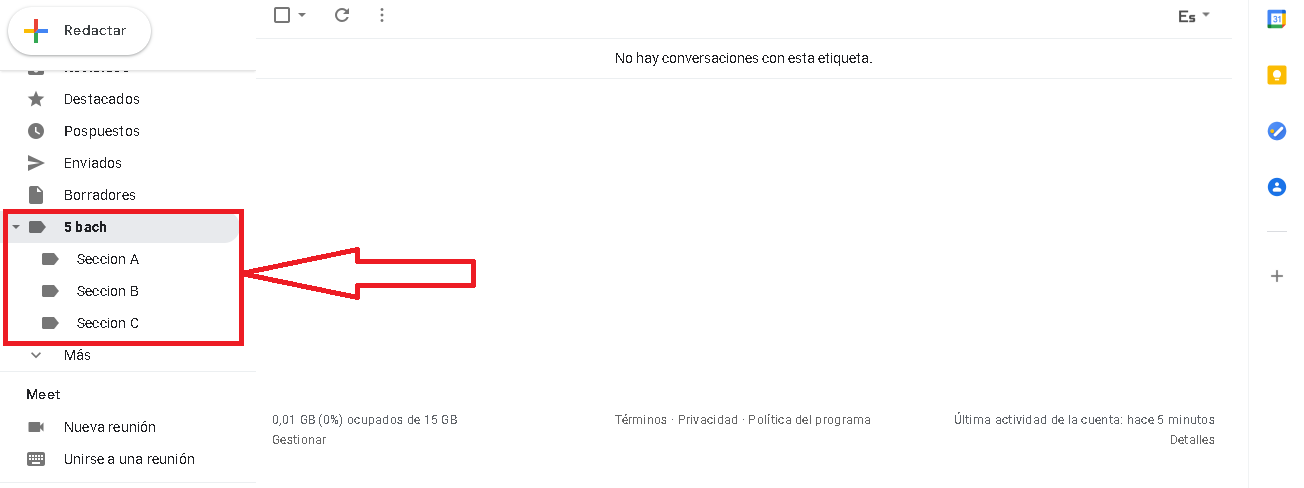 Redactar
Es
No hay conversaciones con esta etiqueta.
Destacados
Pospuestos
Enviados
Borradores
5 bach
Seccion A
Seccion B
Seccion C
Más
Meet
Nueva reunión
Unirse a una reunión
0,01 GB (0%) ocupados de 15 GB
Gestionar
Términos · Privacidad · Política del programa
Última actividad de la cuenta: hace 5 minutos
Detalles
31